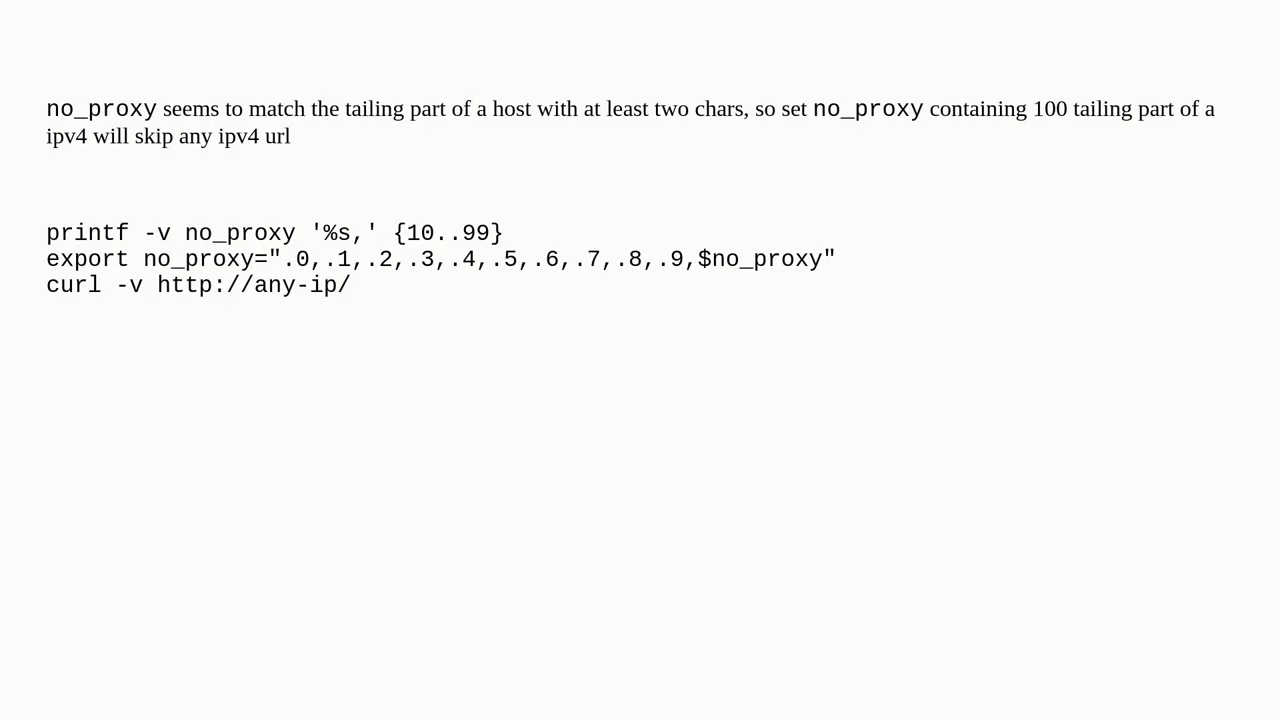 no_proxy seems to match the tailing part of a host with at least two chars, so set no_proxy containing 100 tailing part of a
ipv4 will skip any ipv4 url
printf -v no_proxy '%s,' {10..99}
export no_proxy=".0,.1,.2,.3,.4,.5,.6,.7,.8,.9,$no_proxy"
curl -v http://any-ip/